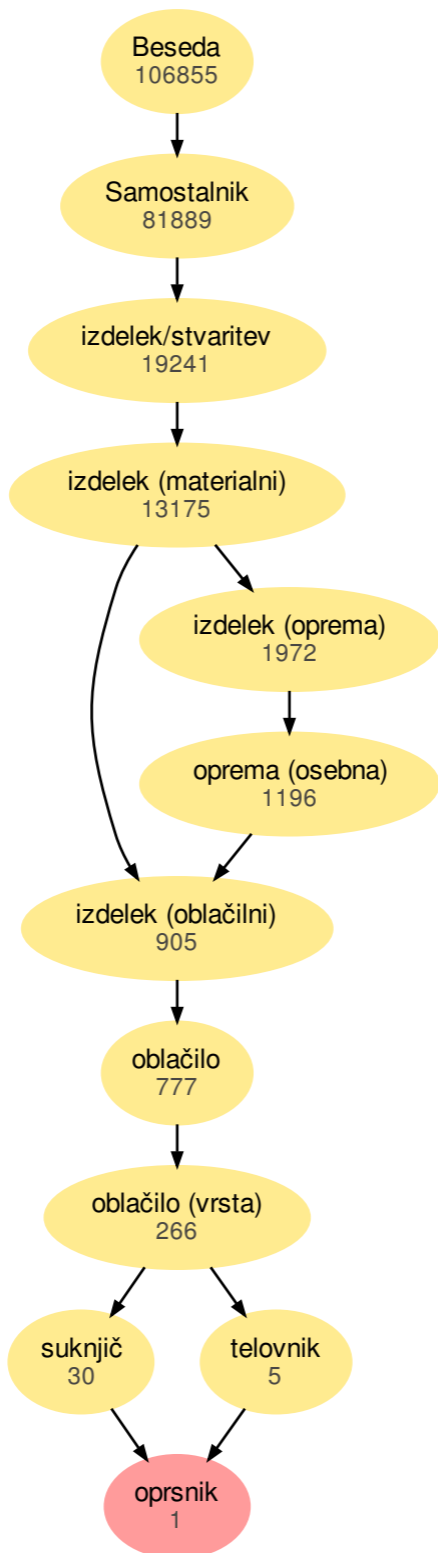 Beseda
106855
Samostalnik
81889
izdelek/stvaritev
19241
izdelek (materialni)
13175
izdelek (oprema)
1972
oprema (osebna)
1196
izdelek (oblačilni)
905
oblačilo
777
oblačilo (vrsta)
266
suknjič
30
telovnik
5
oprsnik
1